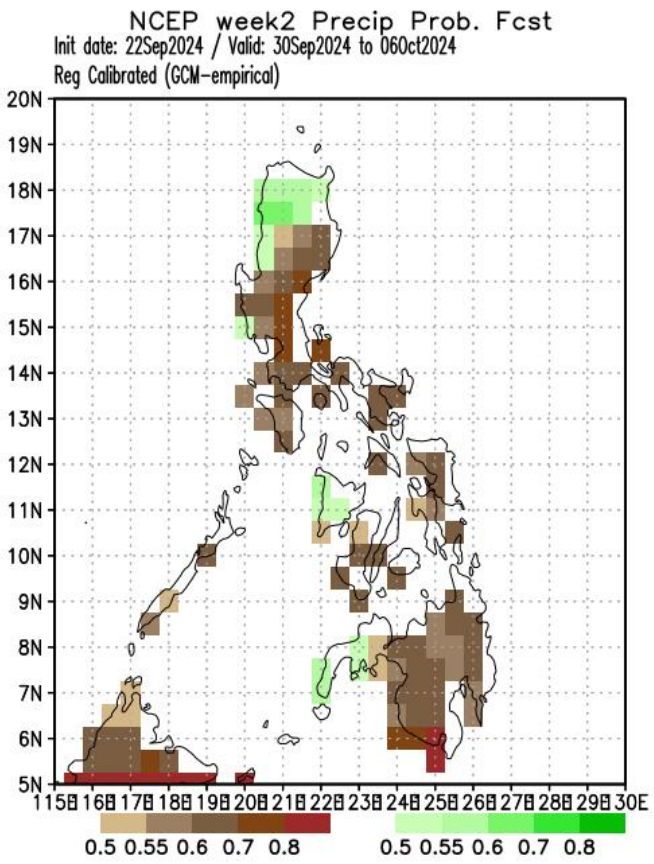 NCEP week2 Precip Prob. Fcst
Init date: 22Sep2024 / Valid: 30Sep2024 to 06Oct2024
Reg Calibrated (GCM-empirical)
20N
19N
18N
17N
16N
15N
14N
13N
12N
11N
10N
9N
8N
7N
6N
5N
115E 116E 117E 118E 119E 120E 121E 122E 123E 124E 125E 126E 127E 128E 129E 130E
0.5 0.55 0.6 0.7 0.8 0.5 0.55 0.6 0.7 0.8